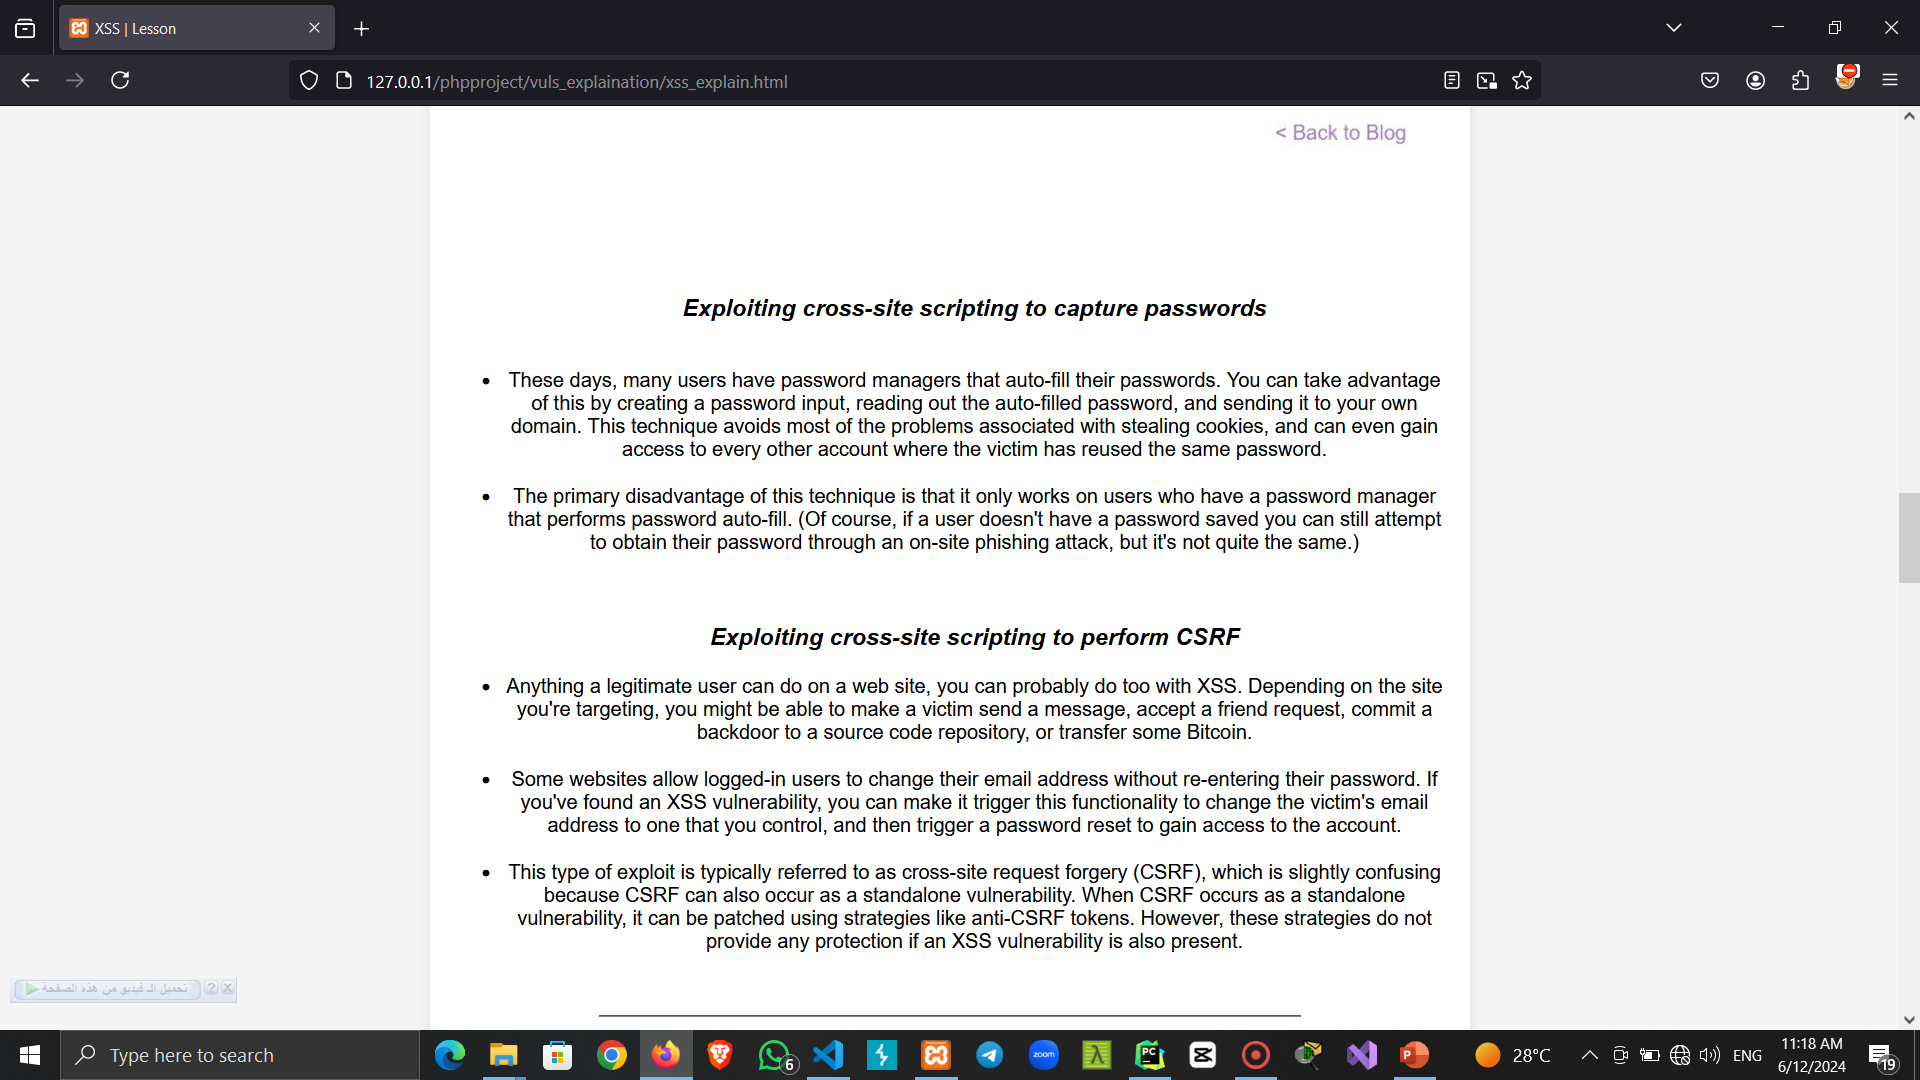 XSS | Lesson
127.0.0.1/phpproject/vuls_explaination/xss_explain.html
< Back to Blog
Exploiting cross-site scripting to capture passwords
• These days, many users have password managers that auto-fill their passwords. You can take advantage
of this by creating a password input, reading out the auto-filled password, and sending it to your own
domain. This technique avoids most of the problems associated with stealing cookies, and can even gain
access to every other account where the victim has reused the same password.
• The primary disadvantage of this technique is that it only works on users who have a password manager
that performs password auto-fill. (Of course, if a user doesn't have a password saved you can still attempt
to obtain their password through an on-site phishing attack, but it's not quite the same.)
Exploiting cross-site scripting to perform CSRF
• Anything a legitimate user can do on a web site, you can probably do too with XSS. Depending on the site
you're targeting, you might be able to make a victim send a message, accept a friend request, commit a
backdoor to a source code repository, or transfer some Bitcoin.
• Some websites allow logged-in users to change their email address without re-entering their password. If
you've found an XSS vulnerability, you can make it trigger this functionality to change the victim's email
address to one that you control, and then trigger a password reset to gain access to the account.
• This type of exploit is typically referred to as cross-site request forgery (CSRF), which is slightly confusing
because CSRF can also occur as a standalone vulnerability. When CSRF occurs as a standalone
vulnerability, it can be patched using strategies like anti-CSRF tokens. However, these strategies do not
provide any protection if an XSS vulnerability is also present.
تحميل الـ فيديو من هذه الصفحة ? X
Type here to search
6
zoom
PC
P
28°C
ENG
11:18 AM
6/12/2024
19